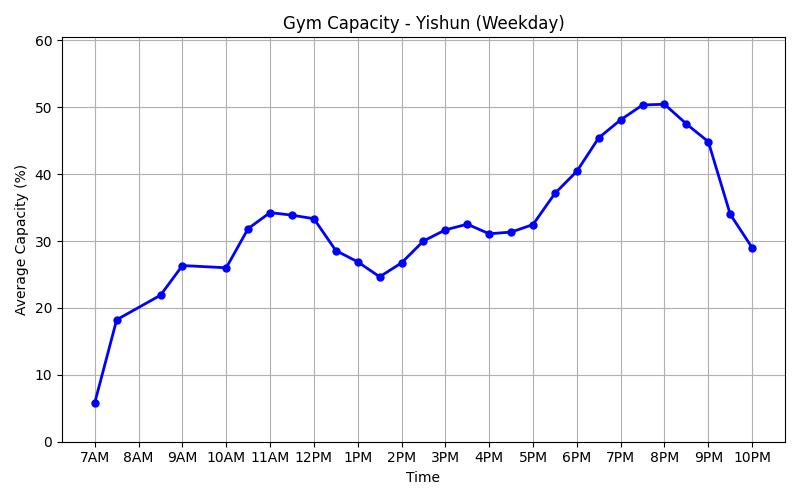 Gym Capacity - Yishun (Weekday)
60
50
40
30
20
10
0
Average Capacity (%)
7AM 8AM 9AM 10AM 11AM 12PM 1PM 2PM 3PM 4PM 5PM 6PM 7PM 8PM 9PM 10PM
Time